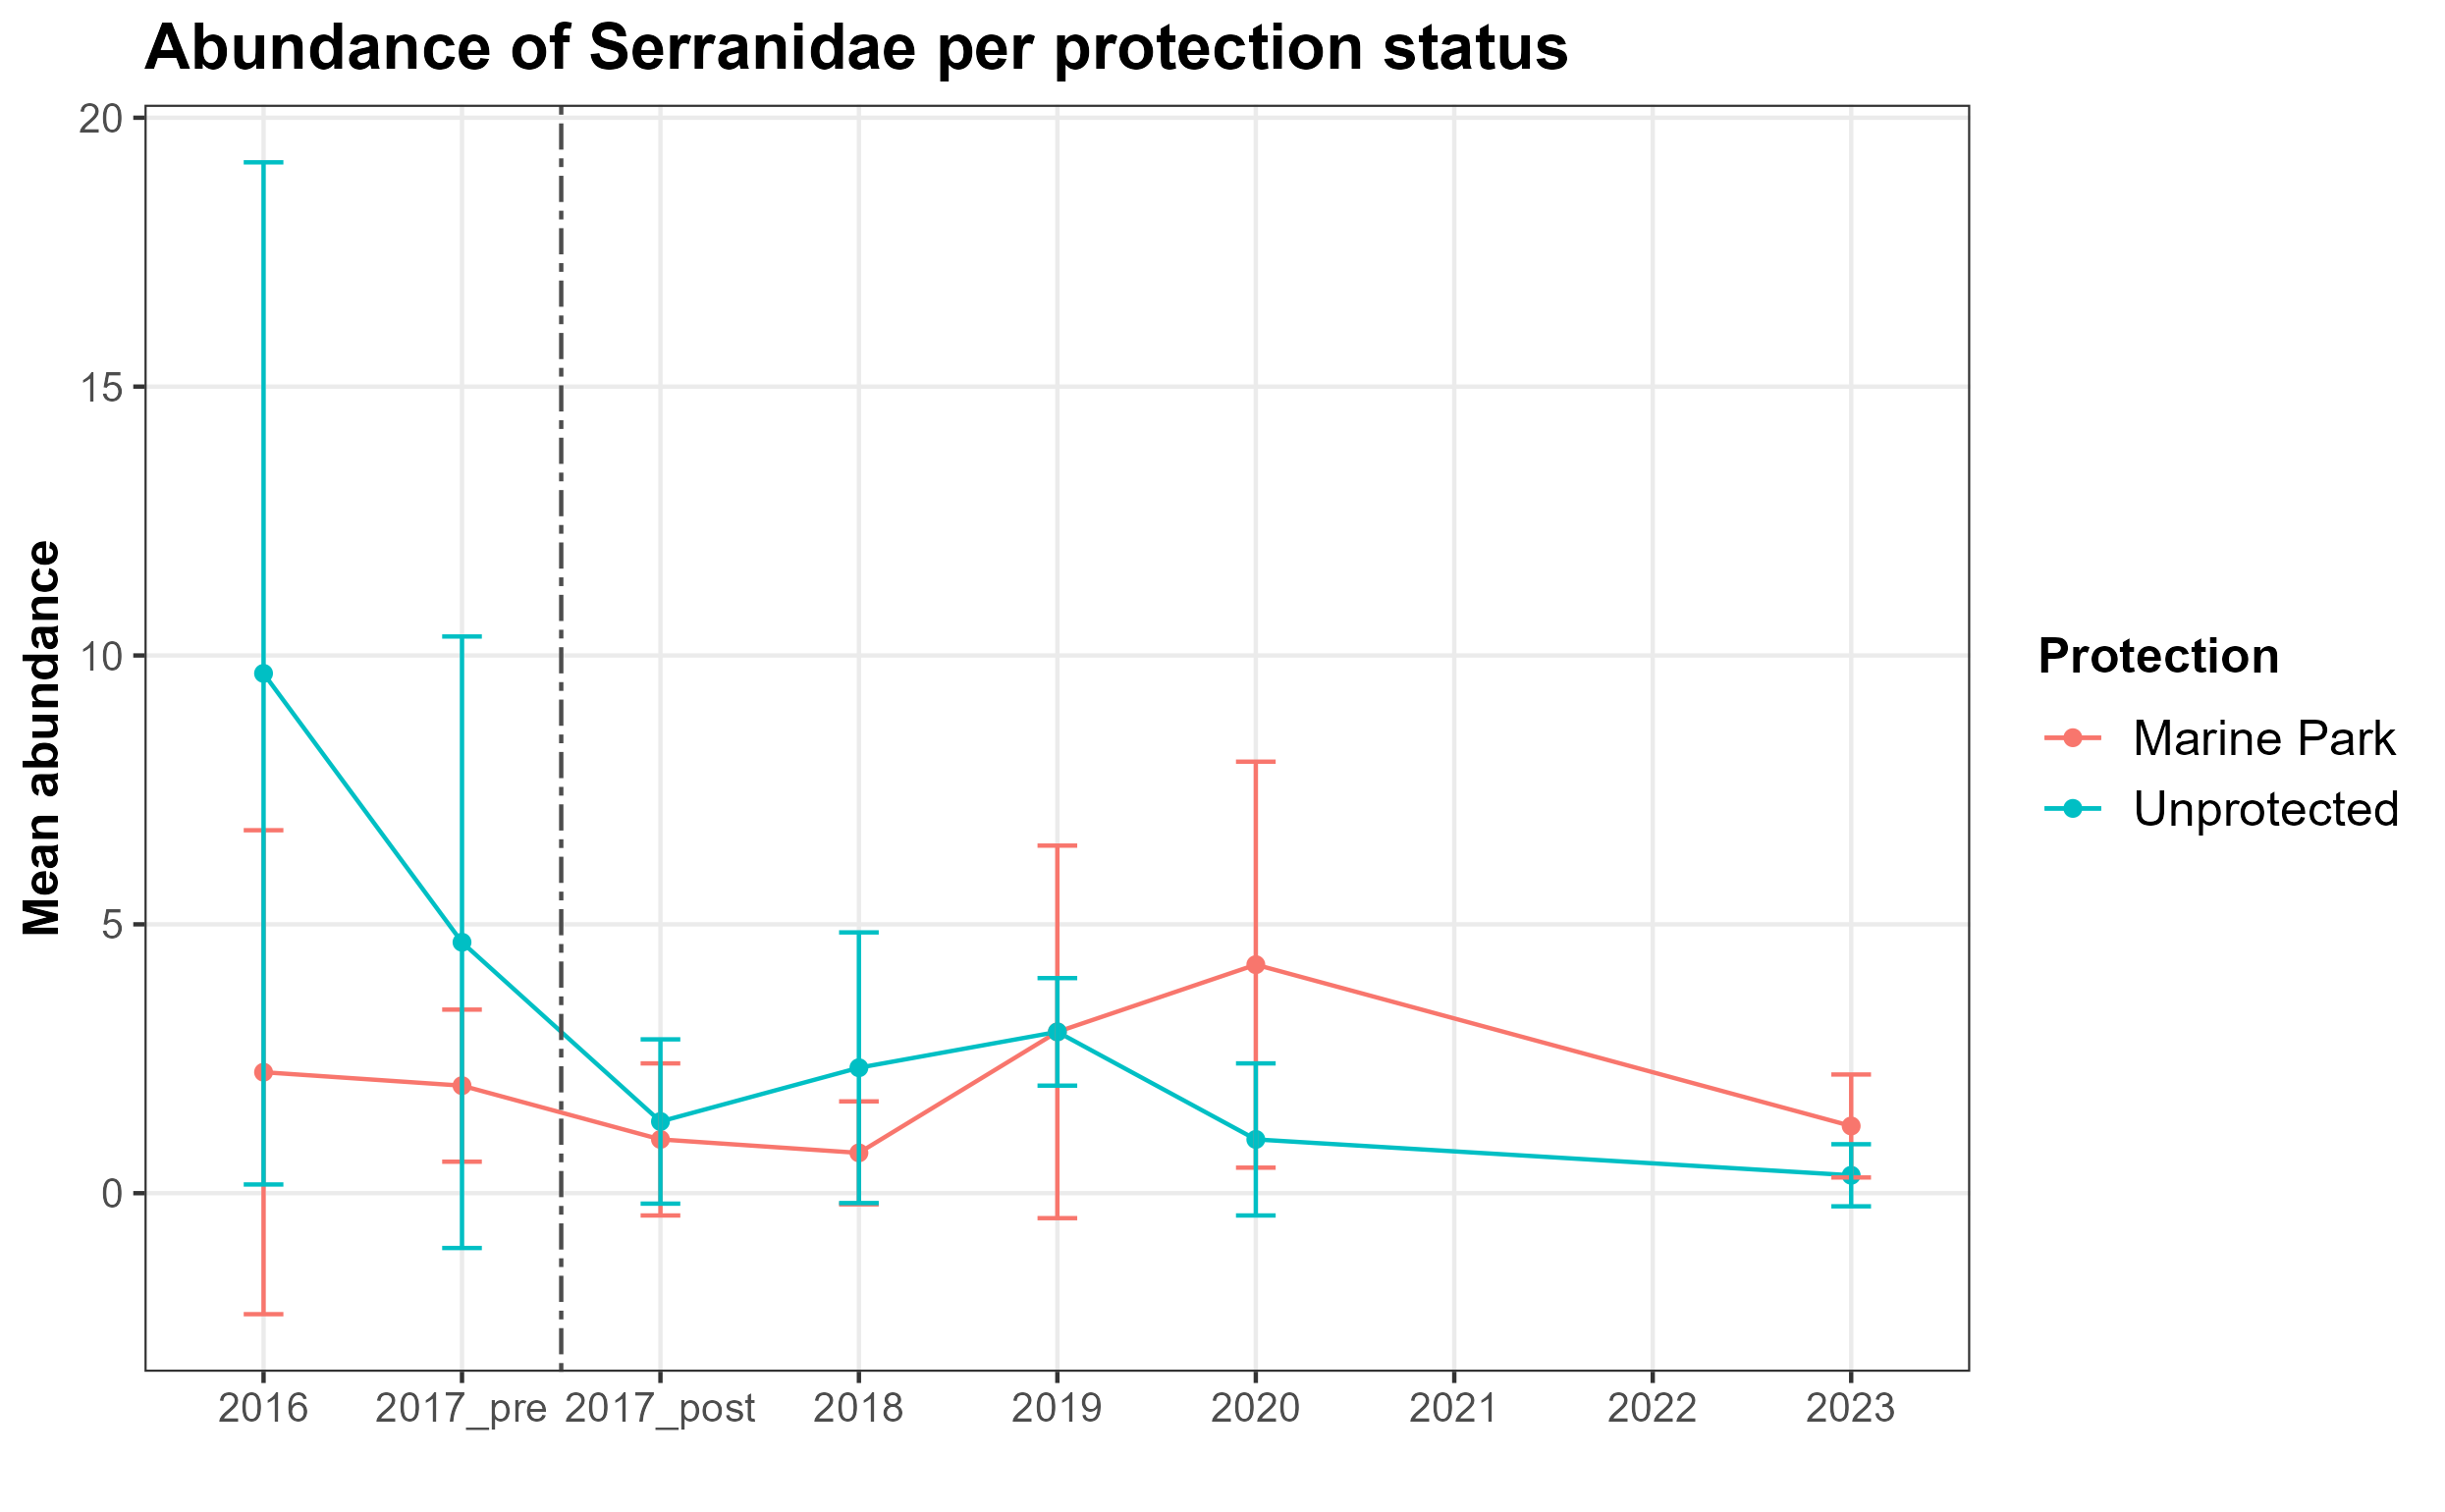 Abundance of Serranidae per protection status
Mean abundance
20
15
10
5
0
2016 2017_pre 2017_post 2018 2019 2020 2021 2022 2023
Protection
Marine Park
Unprotected